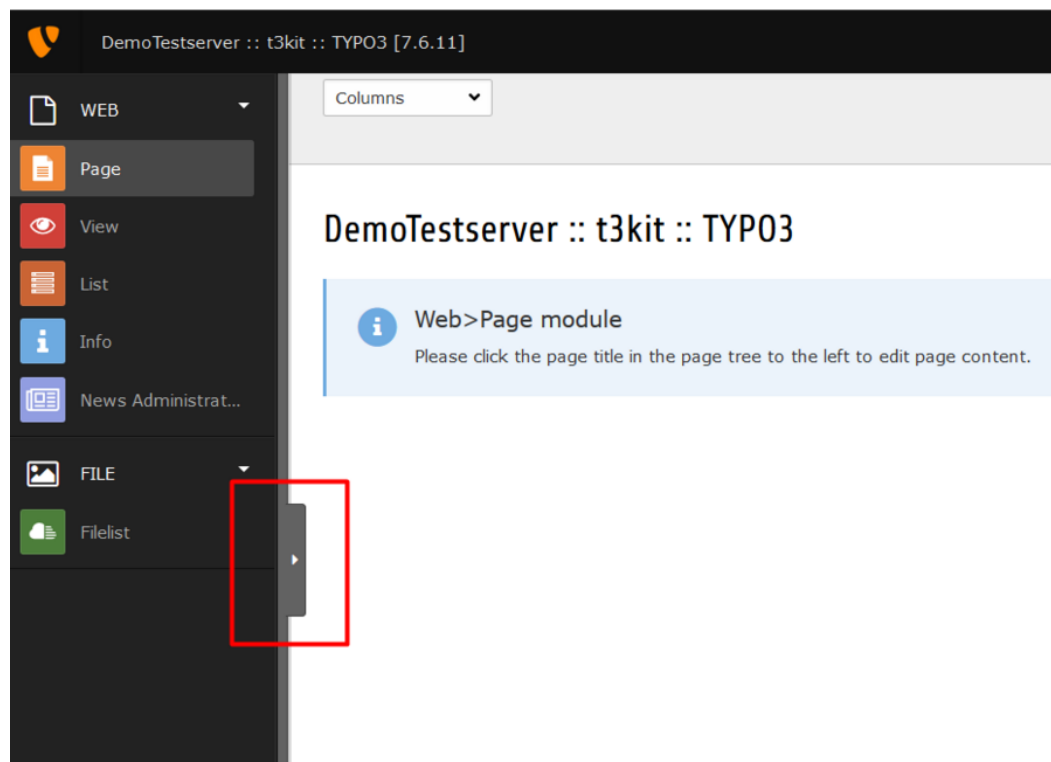 DemoTestserver :: t3kit :: TYPO3 [7.6.11]
WEB
Columns
Page
View
DemoTestserver :: t3kit :: TYPO3
List
Web>Page module
Info
Please click the page title in the page tree to the left to edit page content.
News Administrat...
FILE
Filelist